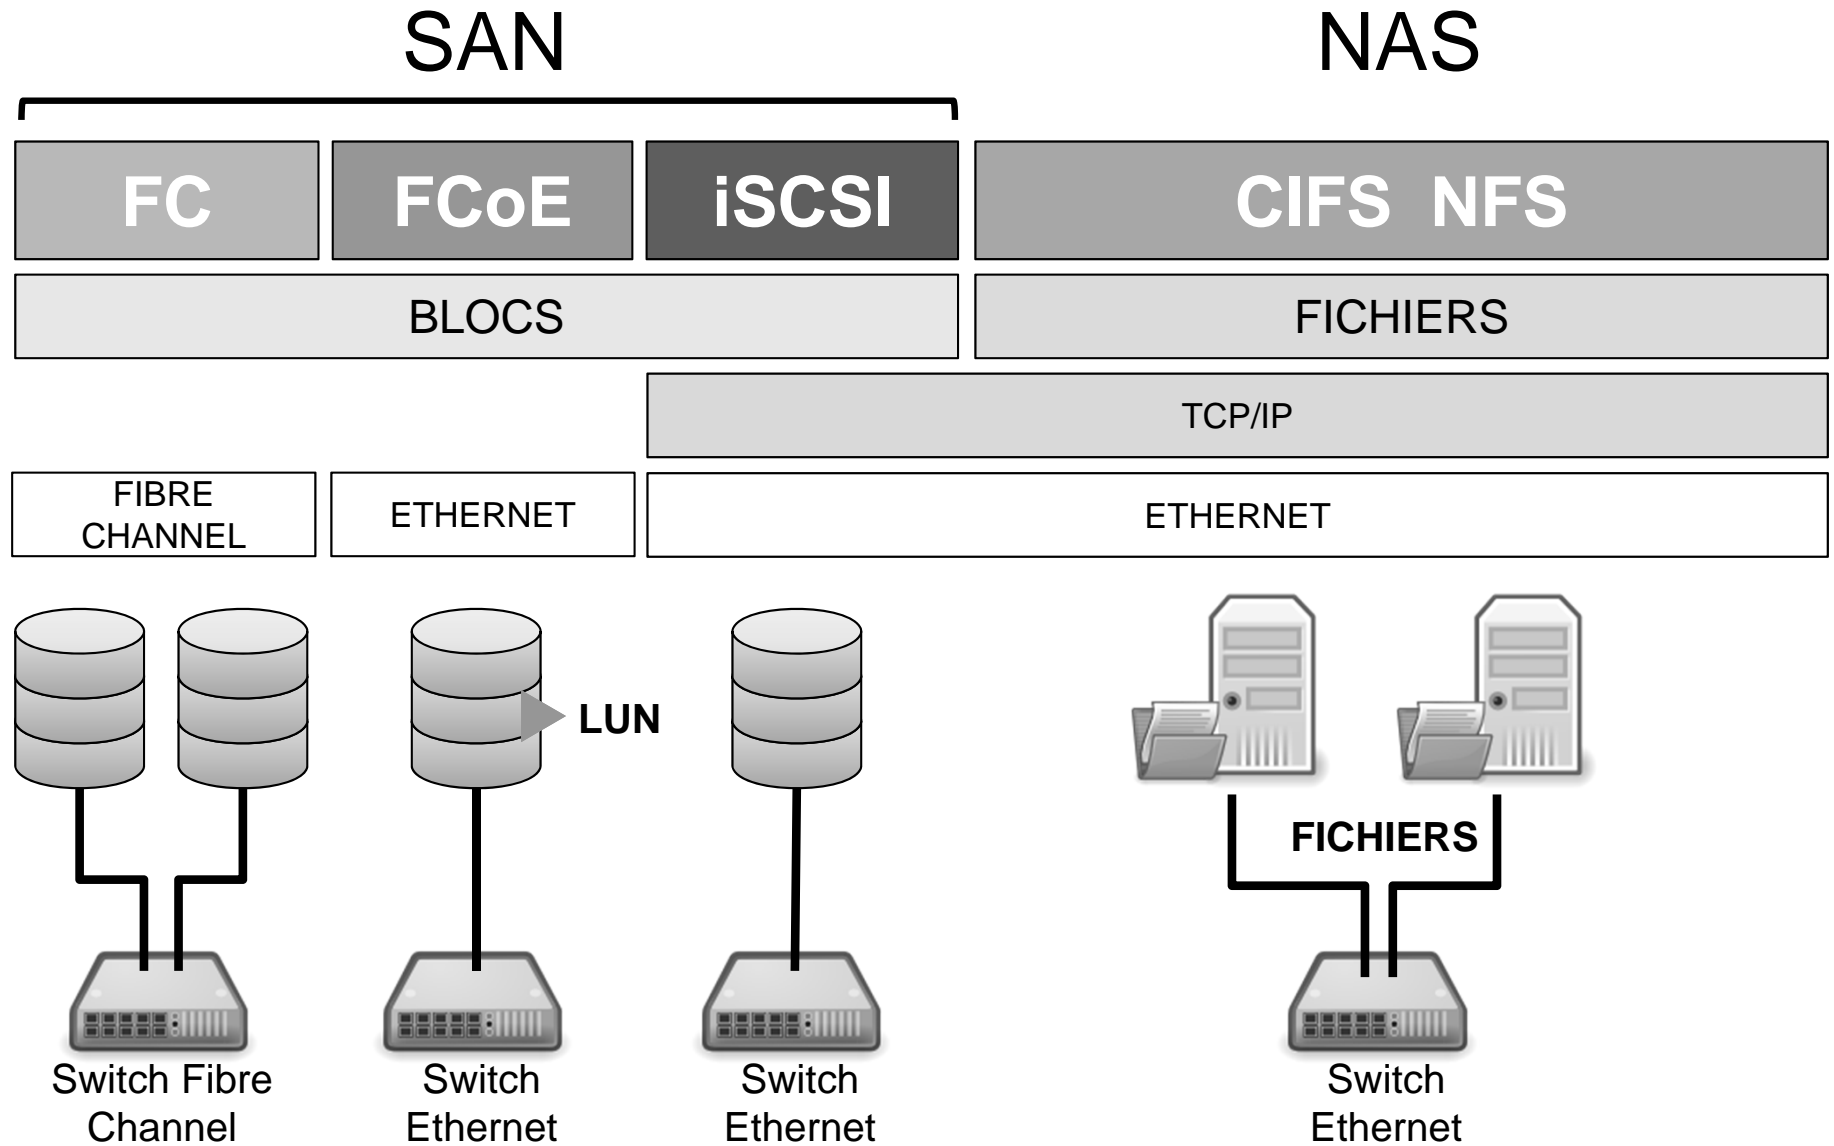 SAN
NAS
FC
FCoE
iSCSI
CIFS NFS
BLOCS
FICHIERS
TCP/IP
FIBRE
CHANNEL
ETHERNET
ETHERNET
LUN
FICHIERS
Switch Fibre
Channel
Switch
Ethernet
Switch
Ethernet
Switch
Ethernet